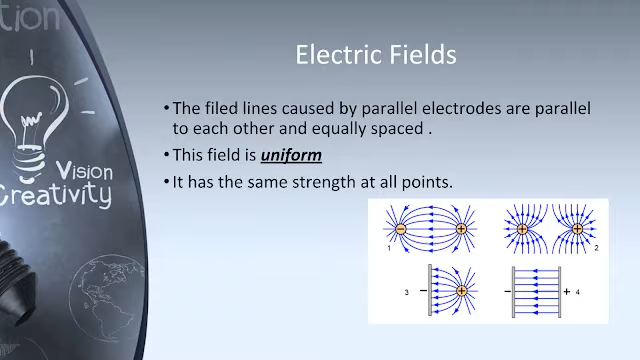 tion
Vision
Creativity
Electric Fields
• The filed lines caused by parallel electrodes are parallel
to each other and equally spaced .
• This field is uniform
• It has the same strength at all points.
− + 1
+ + 2
3 − +
− + 4